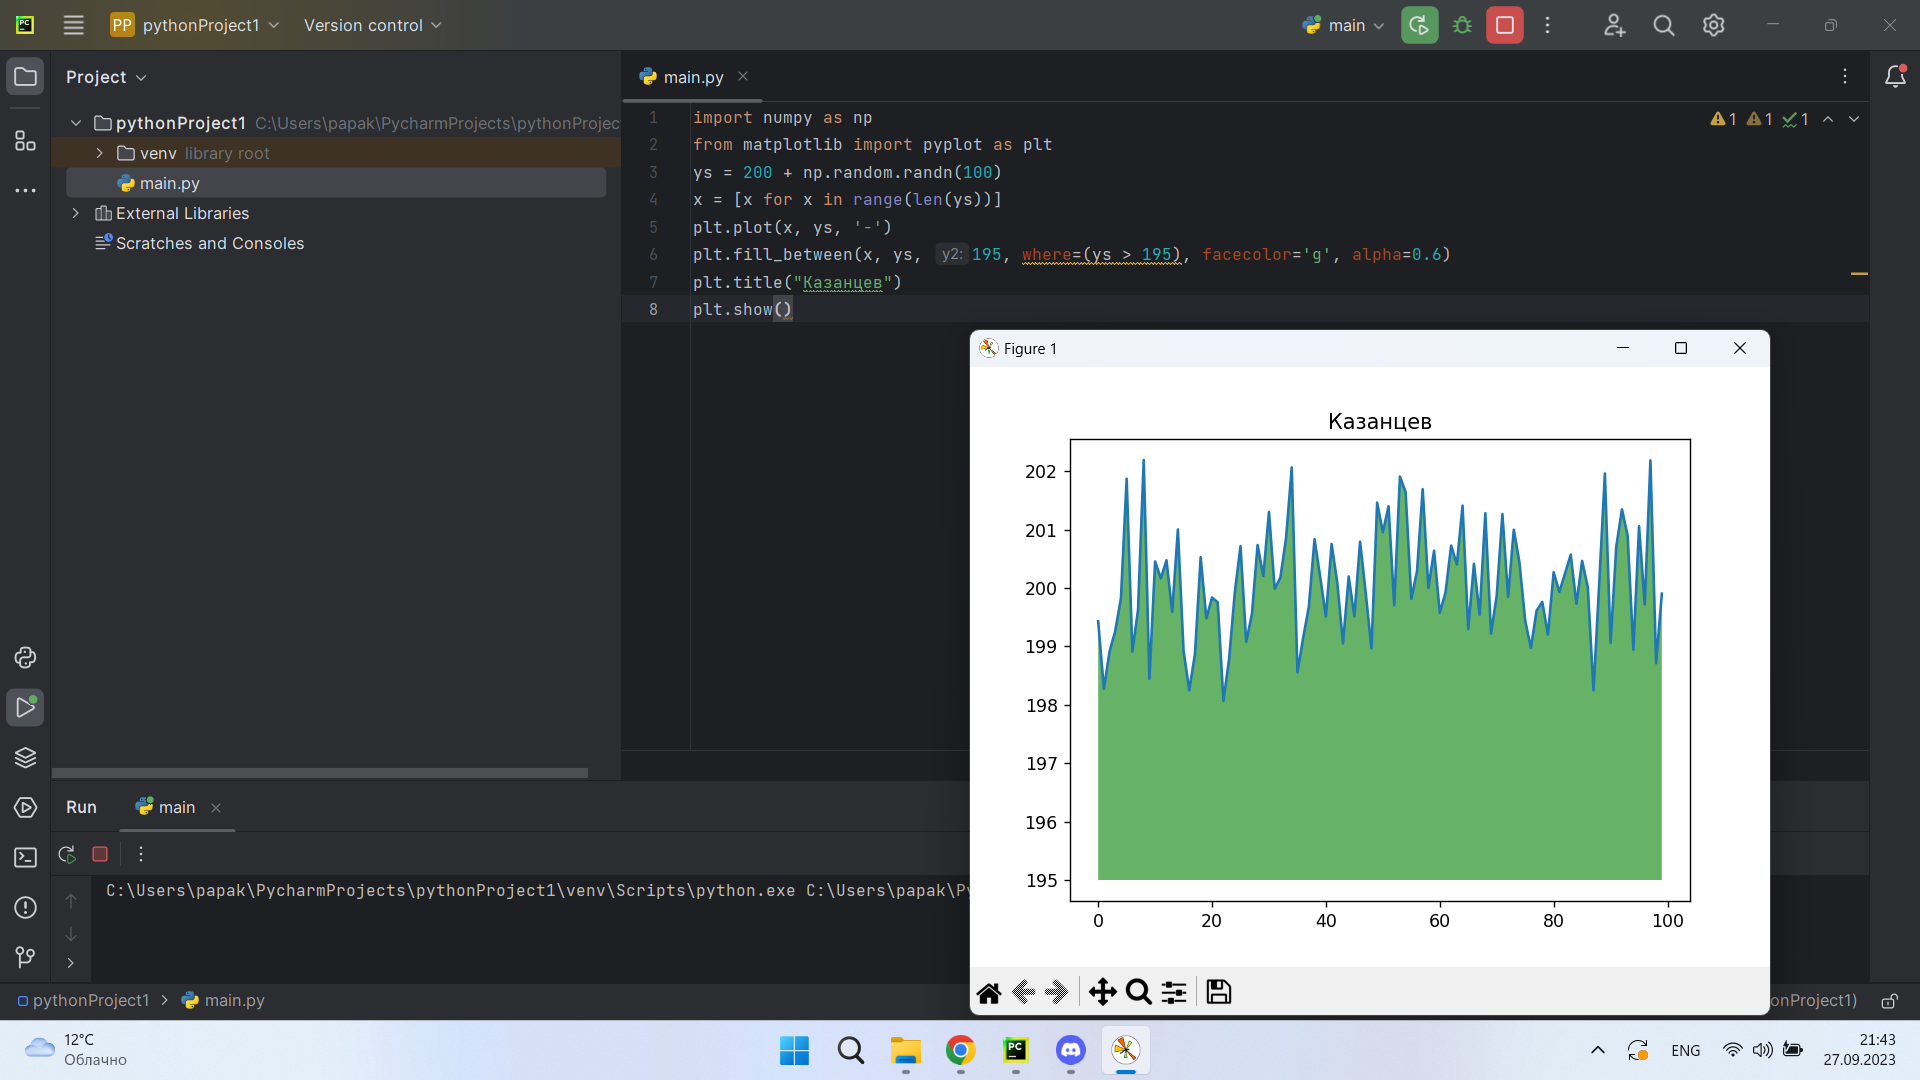 PP pythonProject1 Version control main
Project
main.py
pythonProject1 C:\Users\papak\PycharmProjects\pythonProjec
venv library root
main.py
External Libraries
Scratches and Consoles
1 import numpy as np
2 from matplotlib import pyplot as plt
3 ys = 200 + np.random.randn(100)
4 x = [x for x in range(len(ys))]
5 plt.plot(x, ys, '-')
6 plt.fill_between(x, ys, y2: 195, where=(ys > 195), facecolor='g', alpha=0.6)
7 plt.title("Казанцев")
8 plt.show()
1 1 1
Figure 1
Казанцев
202
201
200
199
198
197
196
195
0 20 40 60 80 100
Run main
C:\Users\papak\PycharmProjects\pythonProject1\venv\Scripts\python.exe C:\Users\papak\Py
pythonProject1 main.py
onProject1)
12°C
Облачно
PC
ENG
21:43
27.09.2023